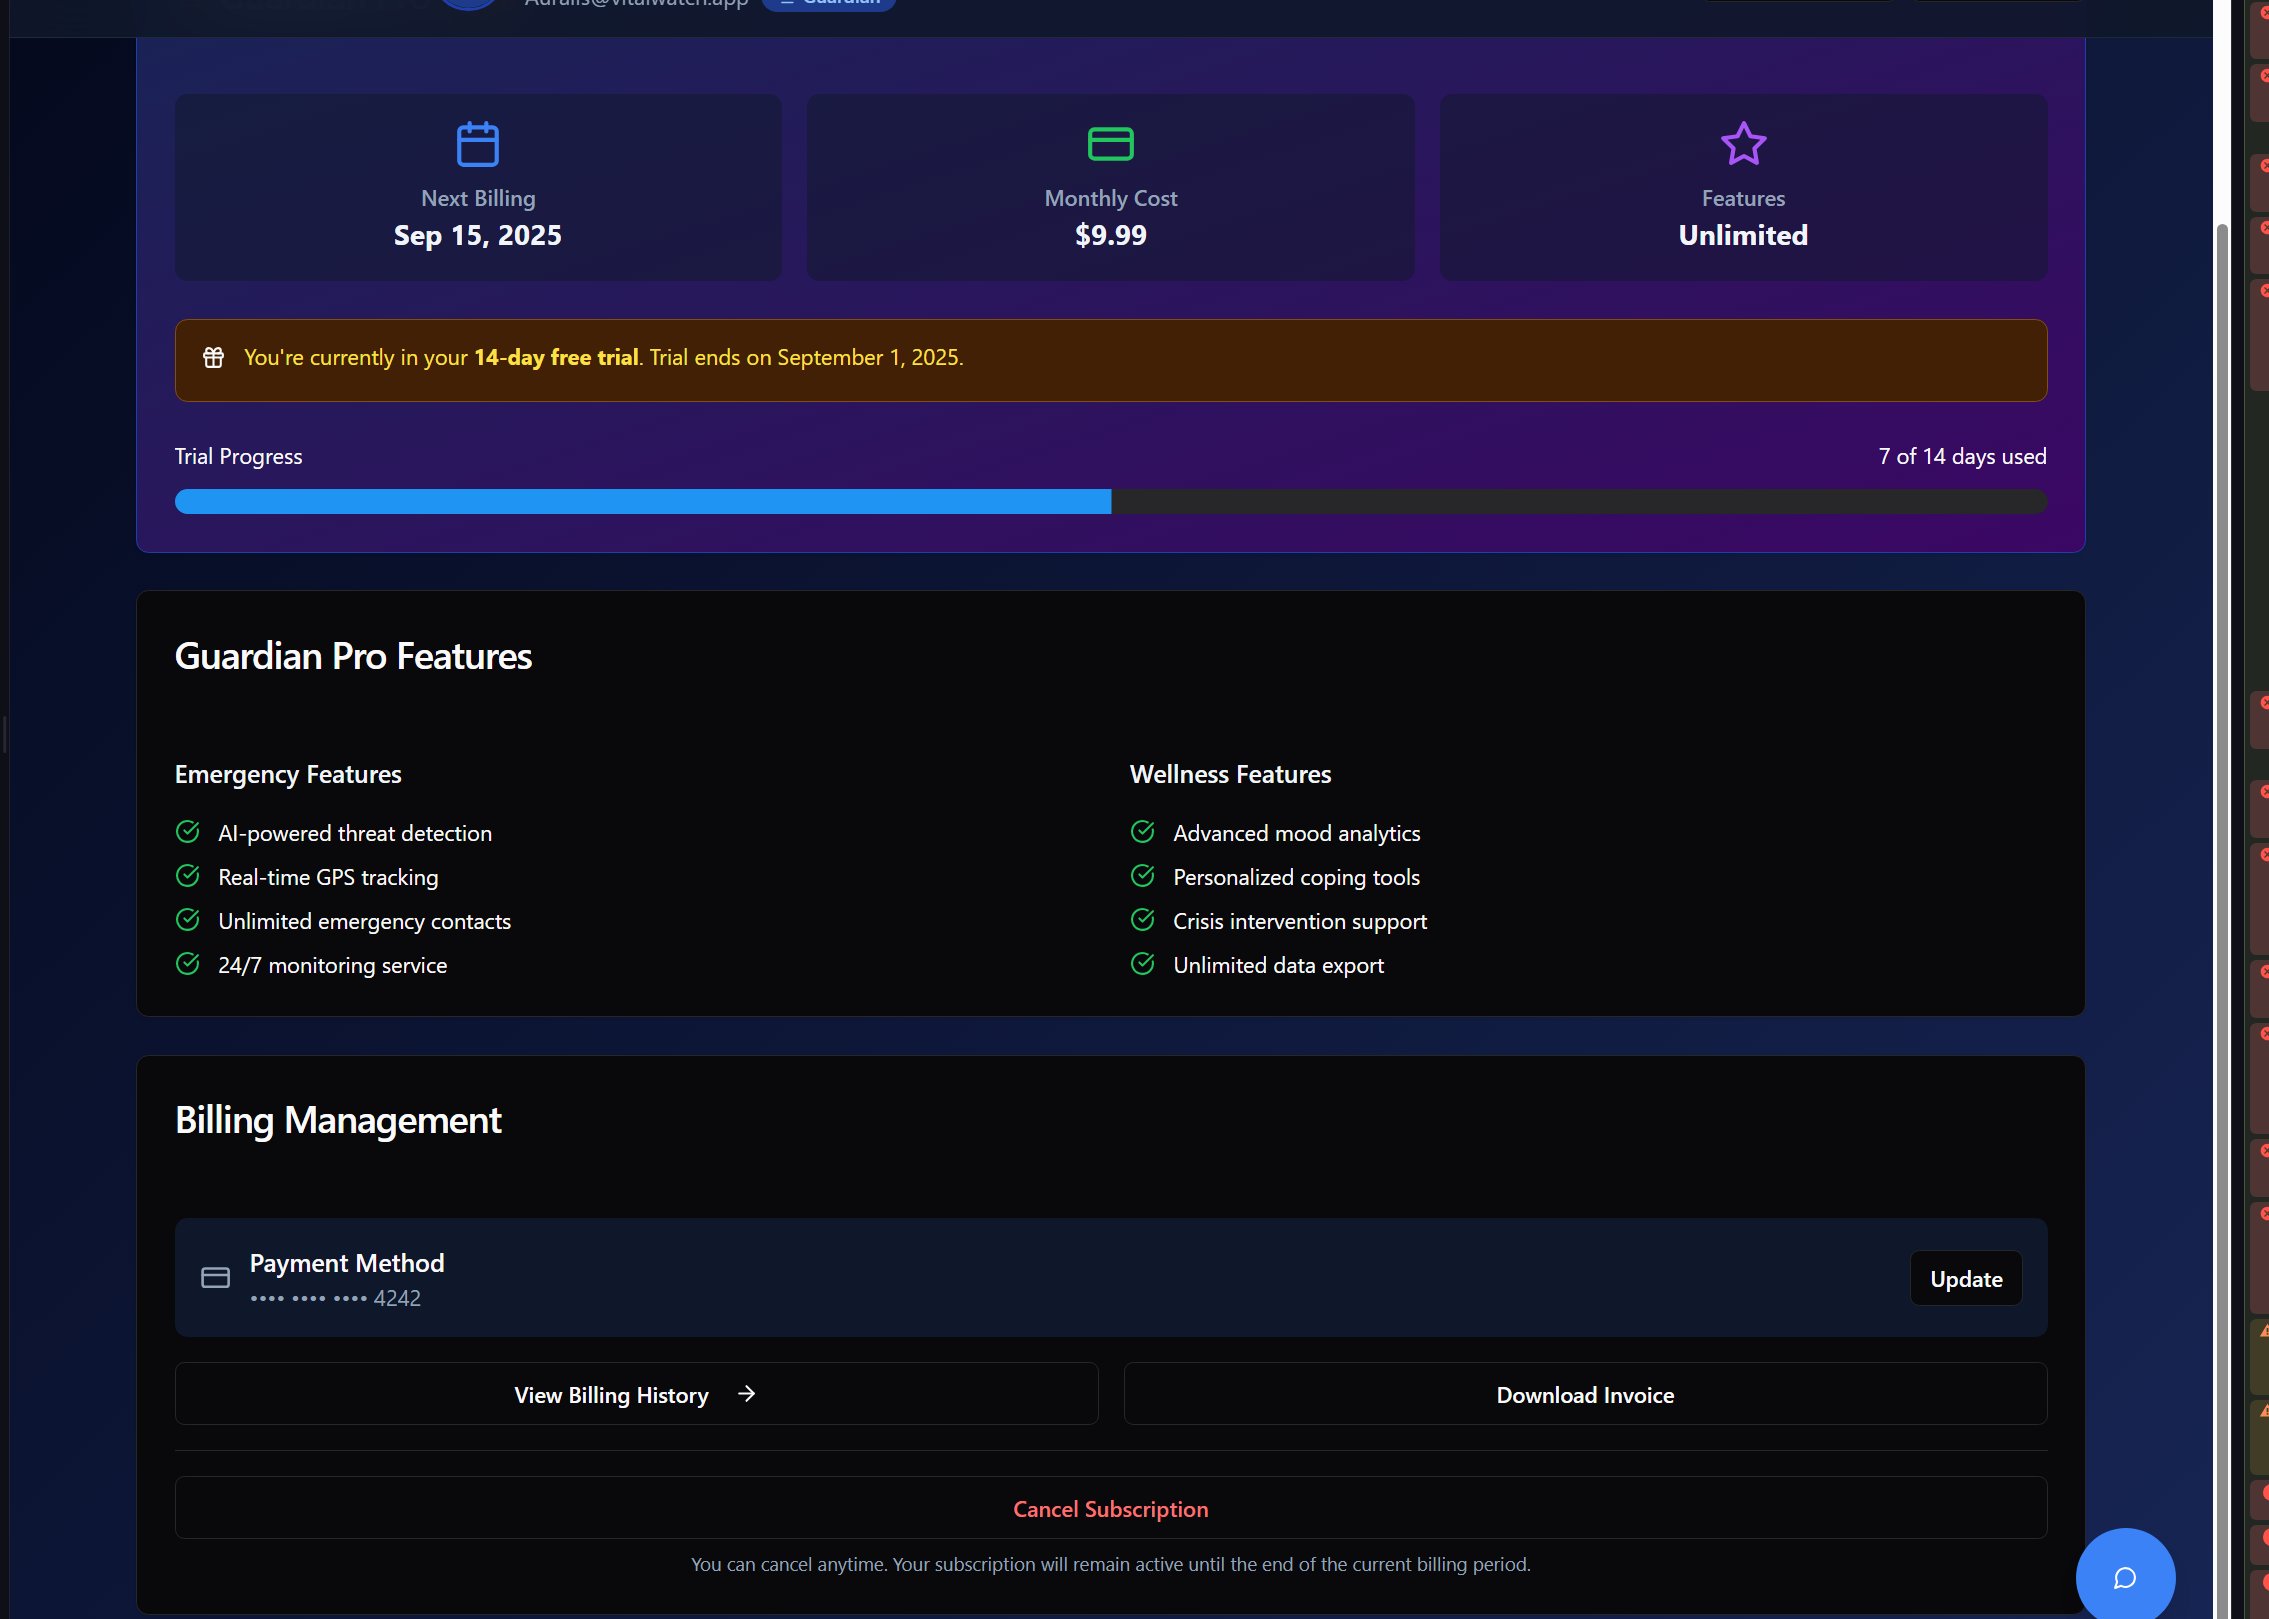 Auralis@vitalwatch.app
Guardian
Next Billing
Sep 15, 2025
Monthly Cost
$9.99
Features
Unlimited
You're currently in your 14-day free trial. Trial ends on September 1, 2025.
Trial Progress
7 of 14 days used
Guardian Pro Features
Emergency Features
AI-powered threat detection
Real-time GPS tracking
Unlimited emergency contacts
24/7 monitoring service
Wellness Features
Advanced mood analytics
Personalized coping tools
Crisis intervention support
Unlimited data export
Billing Management
Payment Method
•••• •••• •••• 4242
Update
View Billing History →
Download Invoice
Cancel Subscription
You can cancel anytime. Your subscription will remain active until the end of the current billing period.